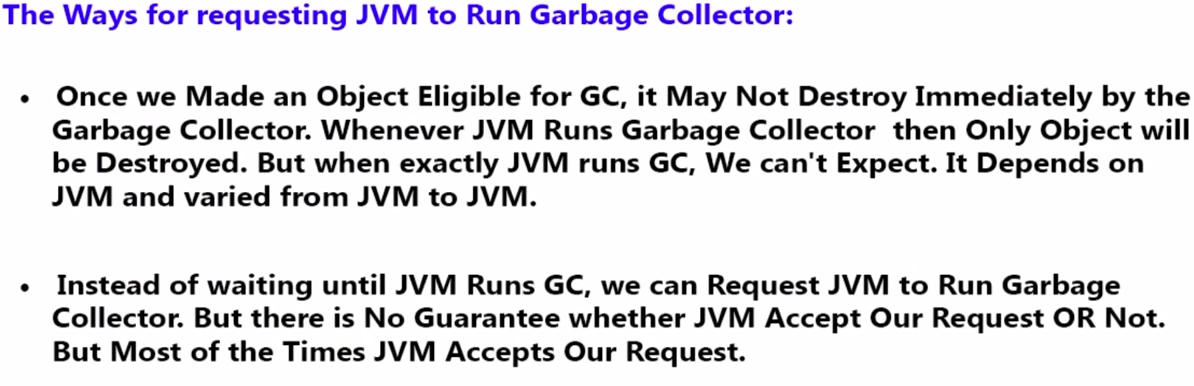 The Ways for requesting JVM to Run Garbage Collector:
• Once we Made an Object Eligible for GC, it May Not Destroy Immediately by the
Garbage Collector. Whenever JVM Runs Garbage Collector then Only Object will
be Destroyed. But when exactly JVM runs GC, We can't Expect. It Depends on
JVM and varied from JVM to JVM.
• Instead of waiting until JVM Runs GC, we can Request JVM to Run Garbage
Collector. But there is No Guarantee whether JVM Accept Our Request OR Not.
But Most of the Times JVM Accepts Our Request.